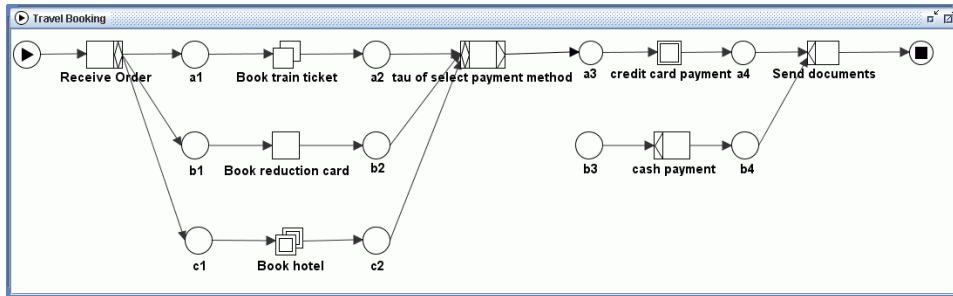 Travel Booking
Receive Order
a1
Book train ticket
a2
tau of select payment method
a3
credit card payment
a4
Send documents
b1
Book reduction card
b2
b3
cash payment
b4
c1
Book hotel
c2